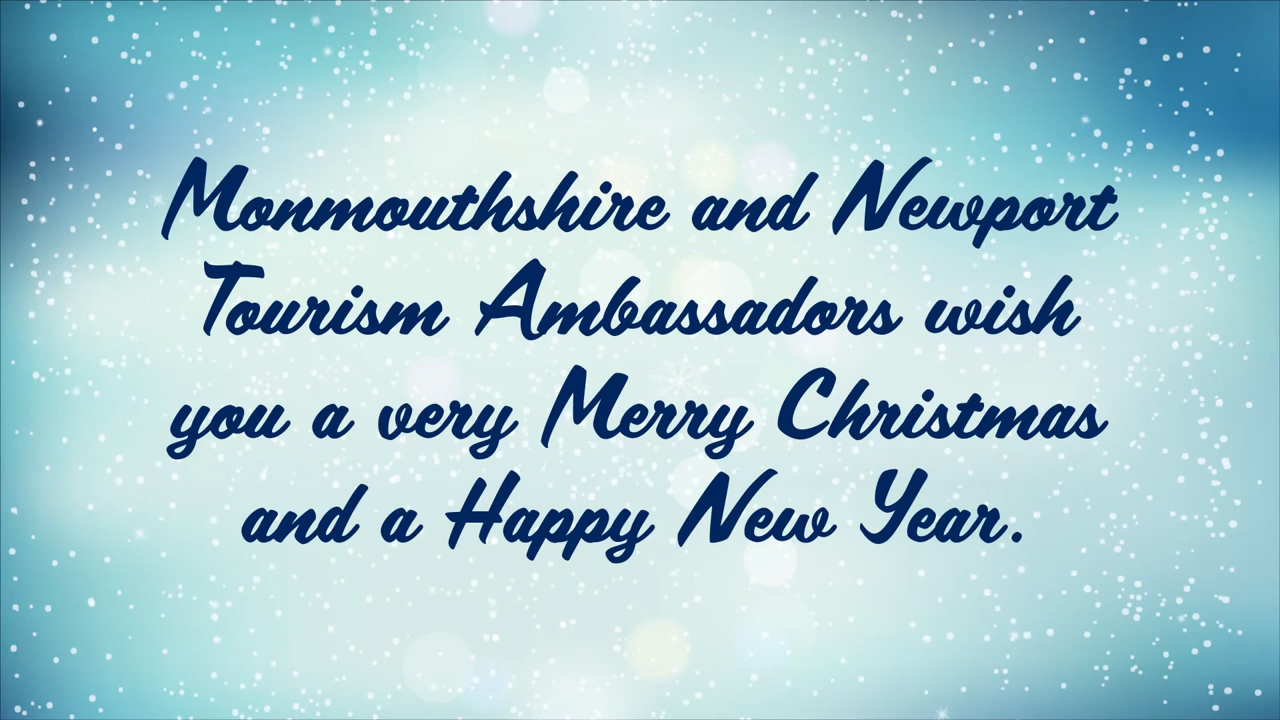 Monmouthshire and Newport
Tourism Ambassadors wish
you a very Merry Christmas
and a Happy New Year.